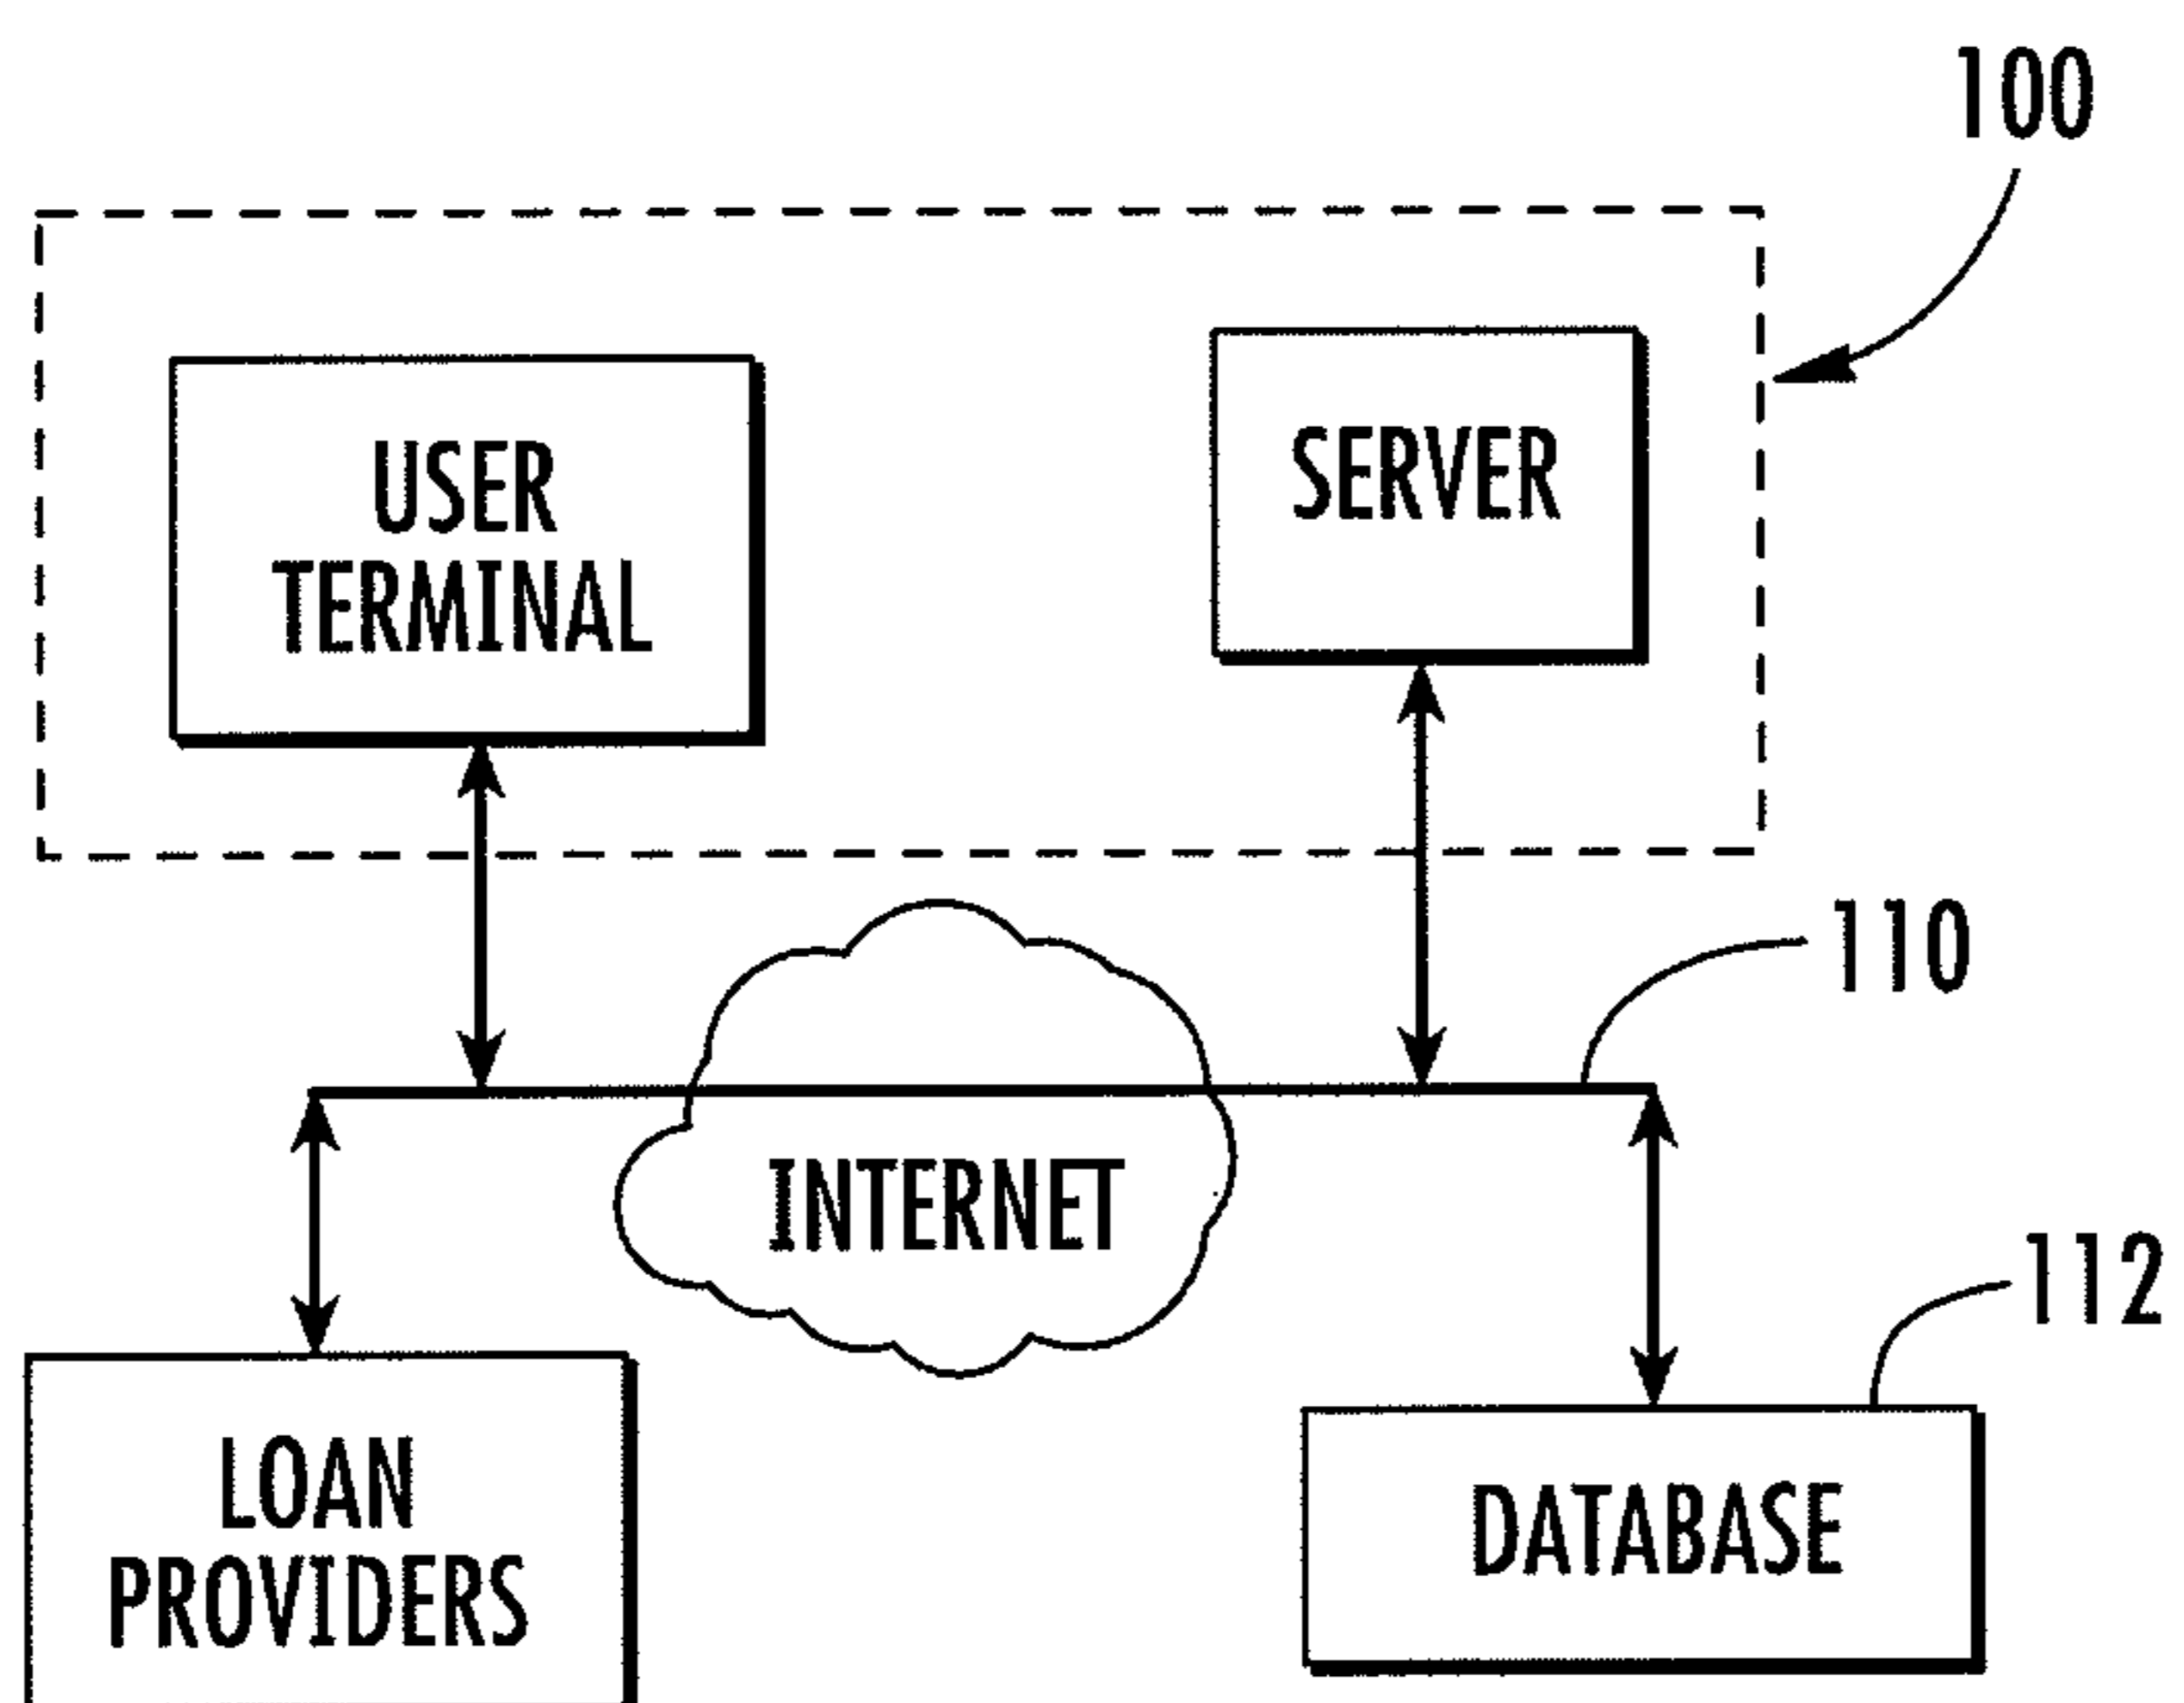 100
USER
TERMINAL
SERVER
110
INTERNET
112
LOAN
PROVIDERS
DATABASE